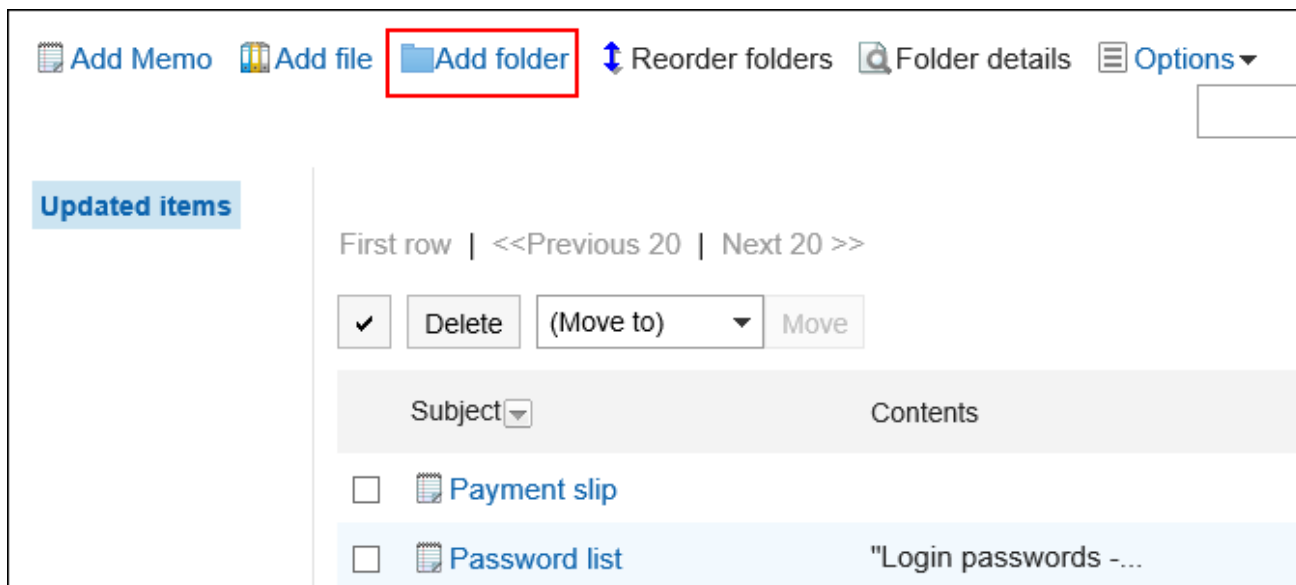 Add Memo Add file Add folder Reorder folders Folder details Options
Updated items
First row | <<Previous 20 | Next 20 >>
Delete (Move to) Move
Subject Contents
Payment slip
Password list "Login passwords -...